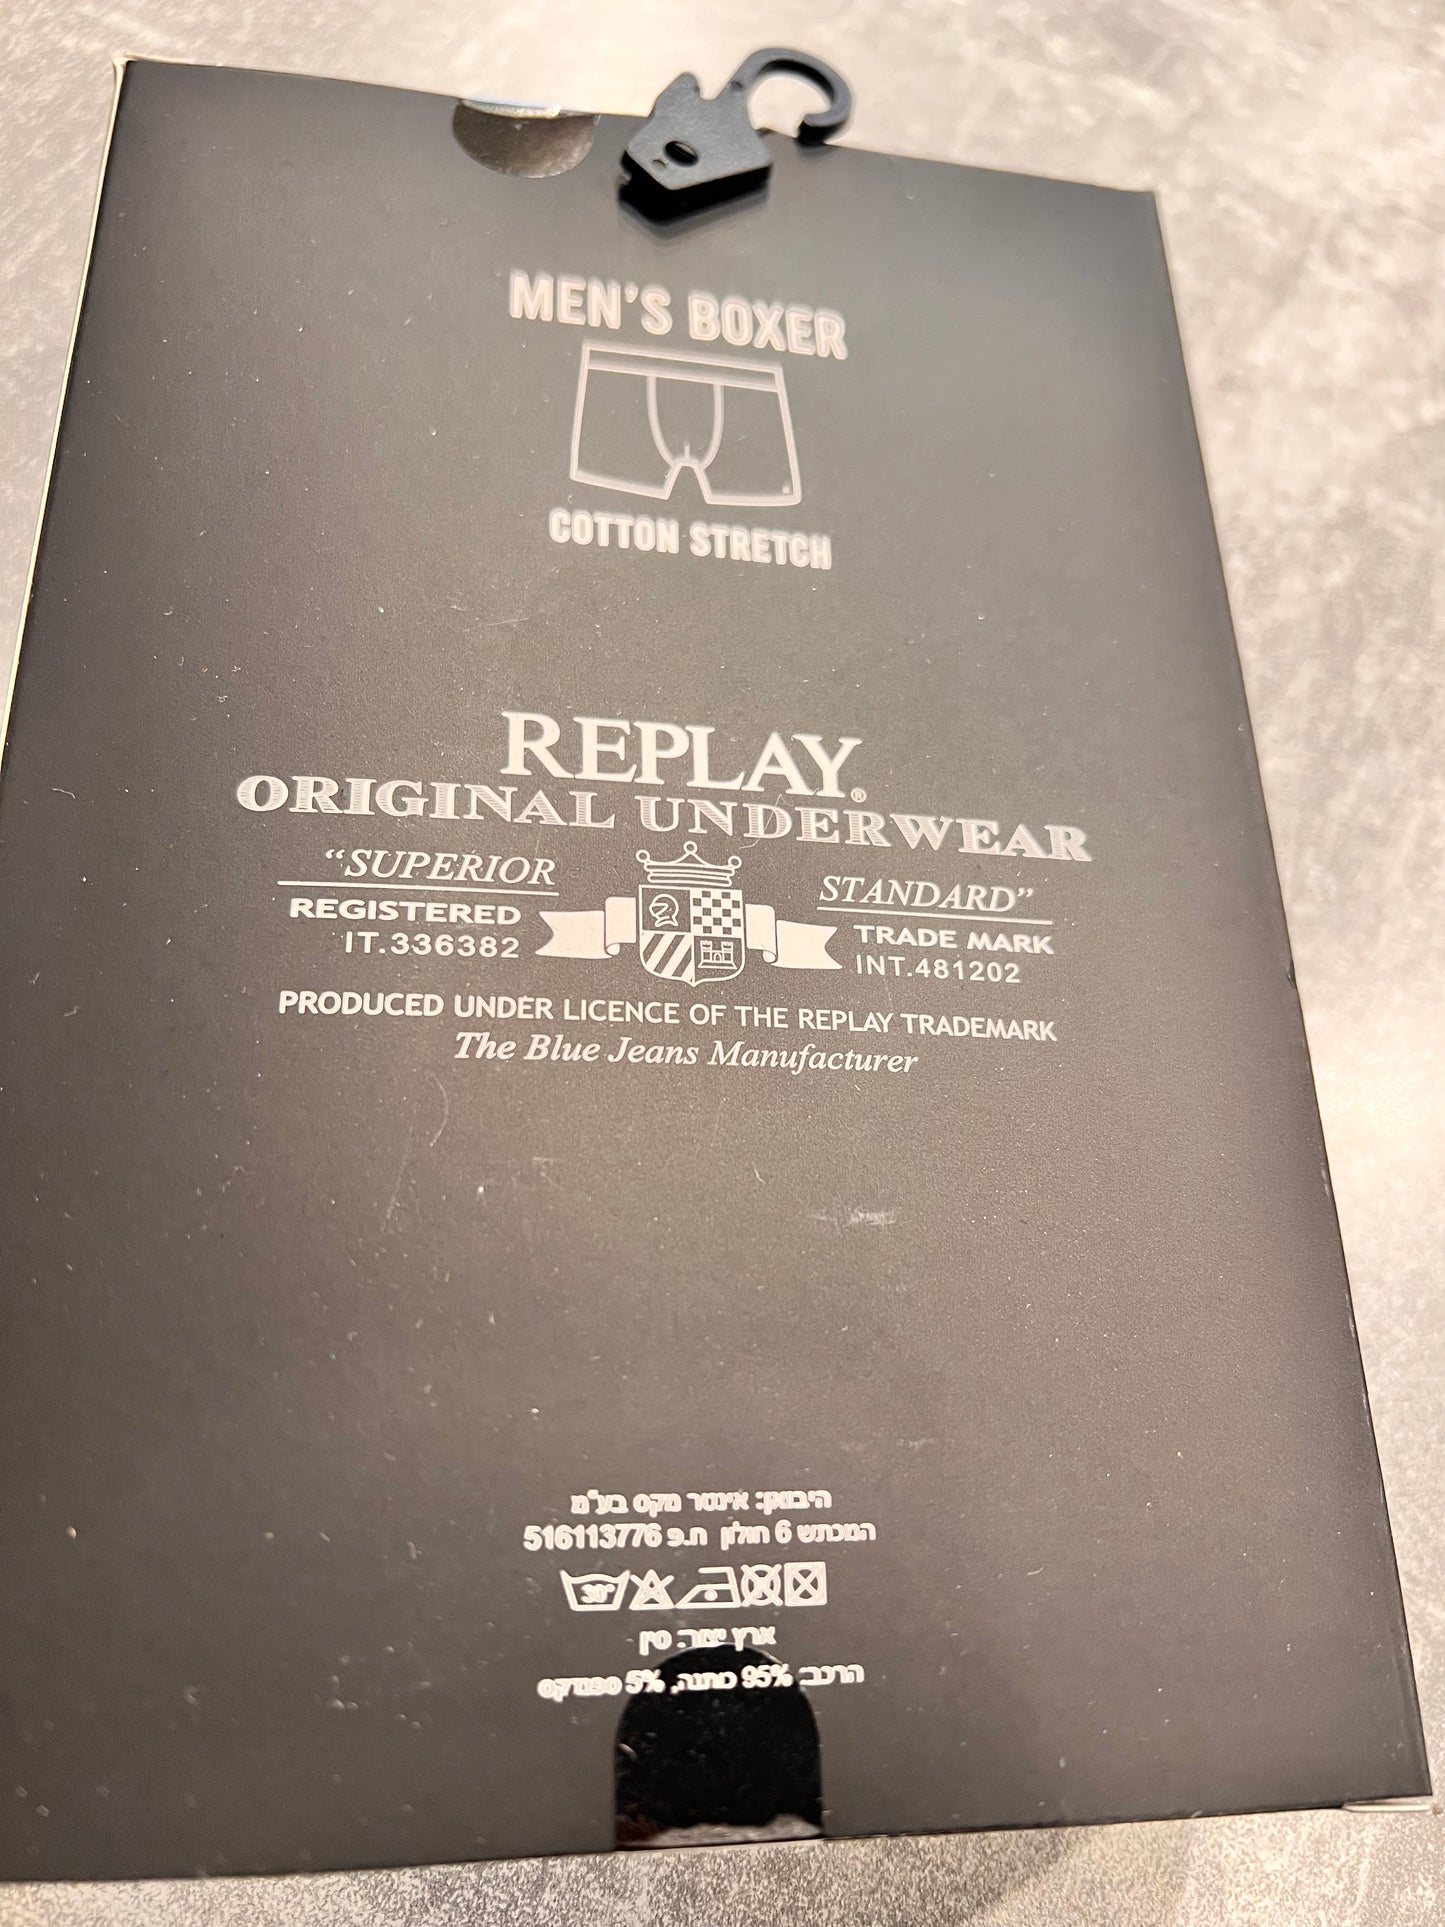 MEN'S BOXER
COTTON STRETCH
REPLAY®
ORIGINAL UNDERWEAR
"SUPERIOR STANDARD"
REGISTERED TRADE MARK
IT.336382 INT.481202
PRODUCED UNDER LICENCE OF THE REPLAY TRADEMARK
The Blue Jeans Manufacturer
היבואן: אינטר מקס בע"מ
המכתש 6 חולון ח.פ 516113776
30°
ארץ יצור: סין
הרכב: 95% כותנה, 5% ספנדקס